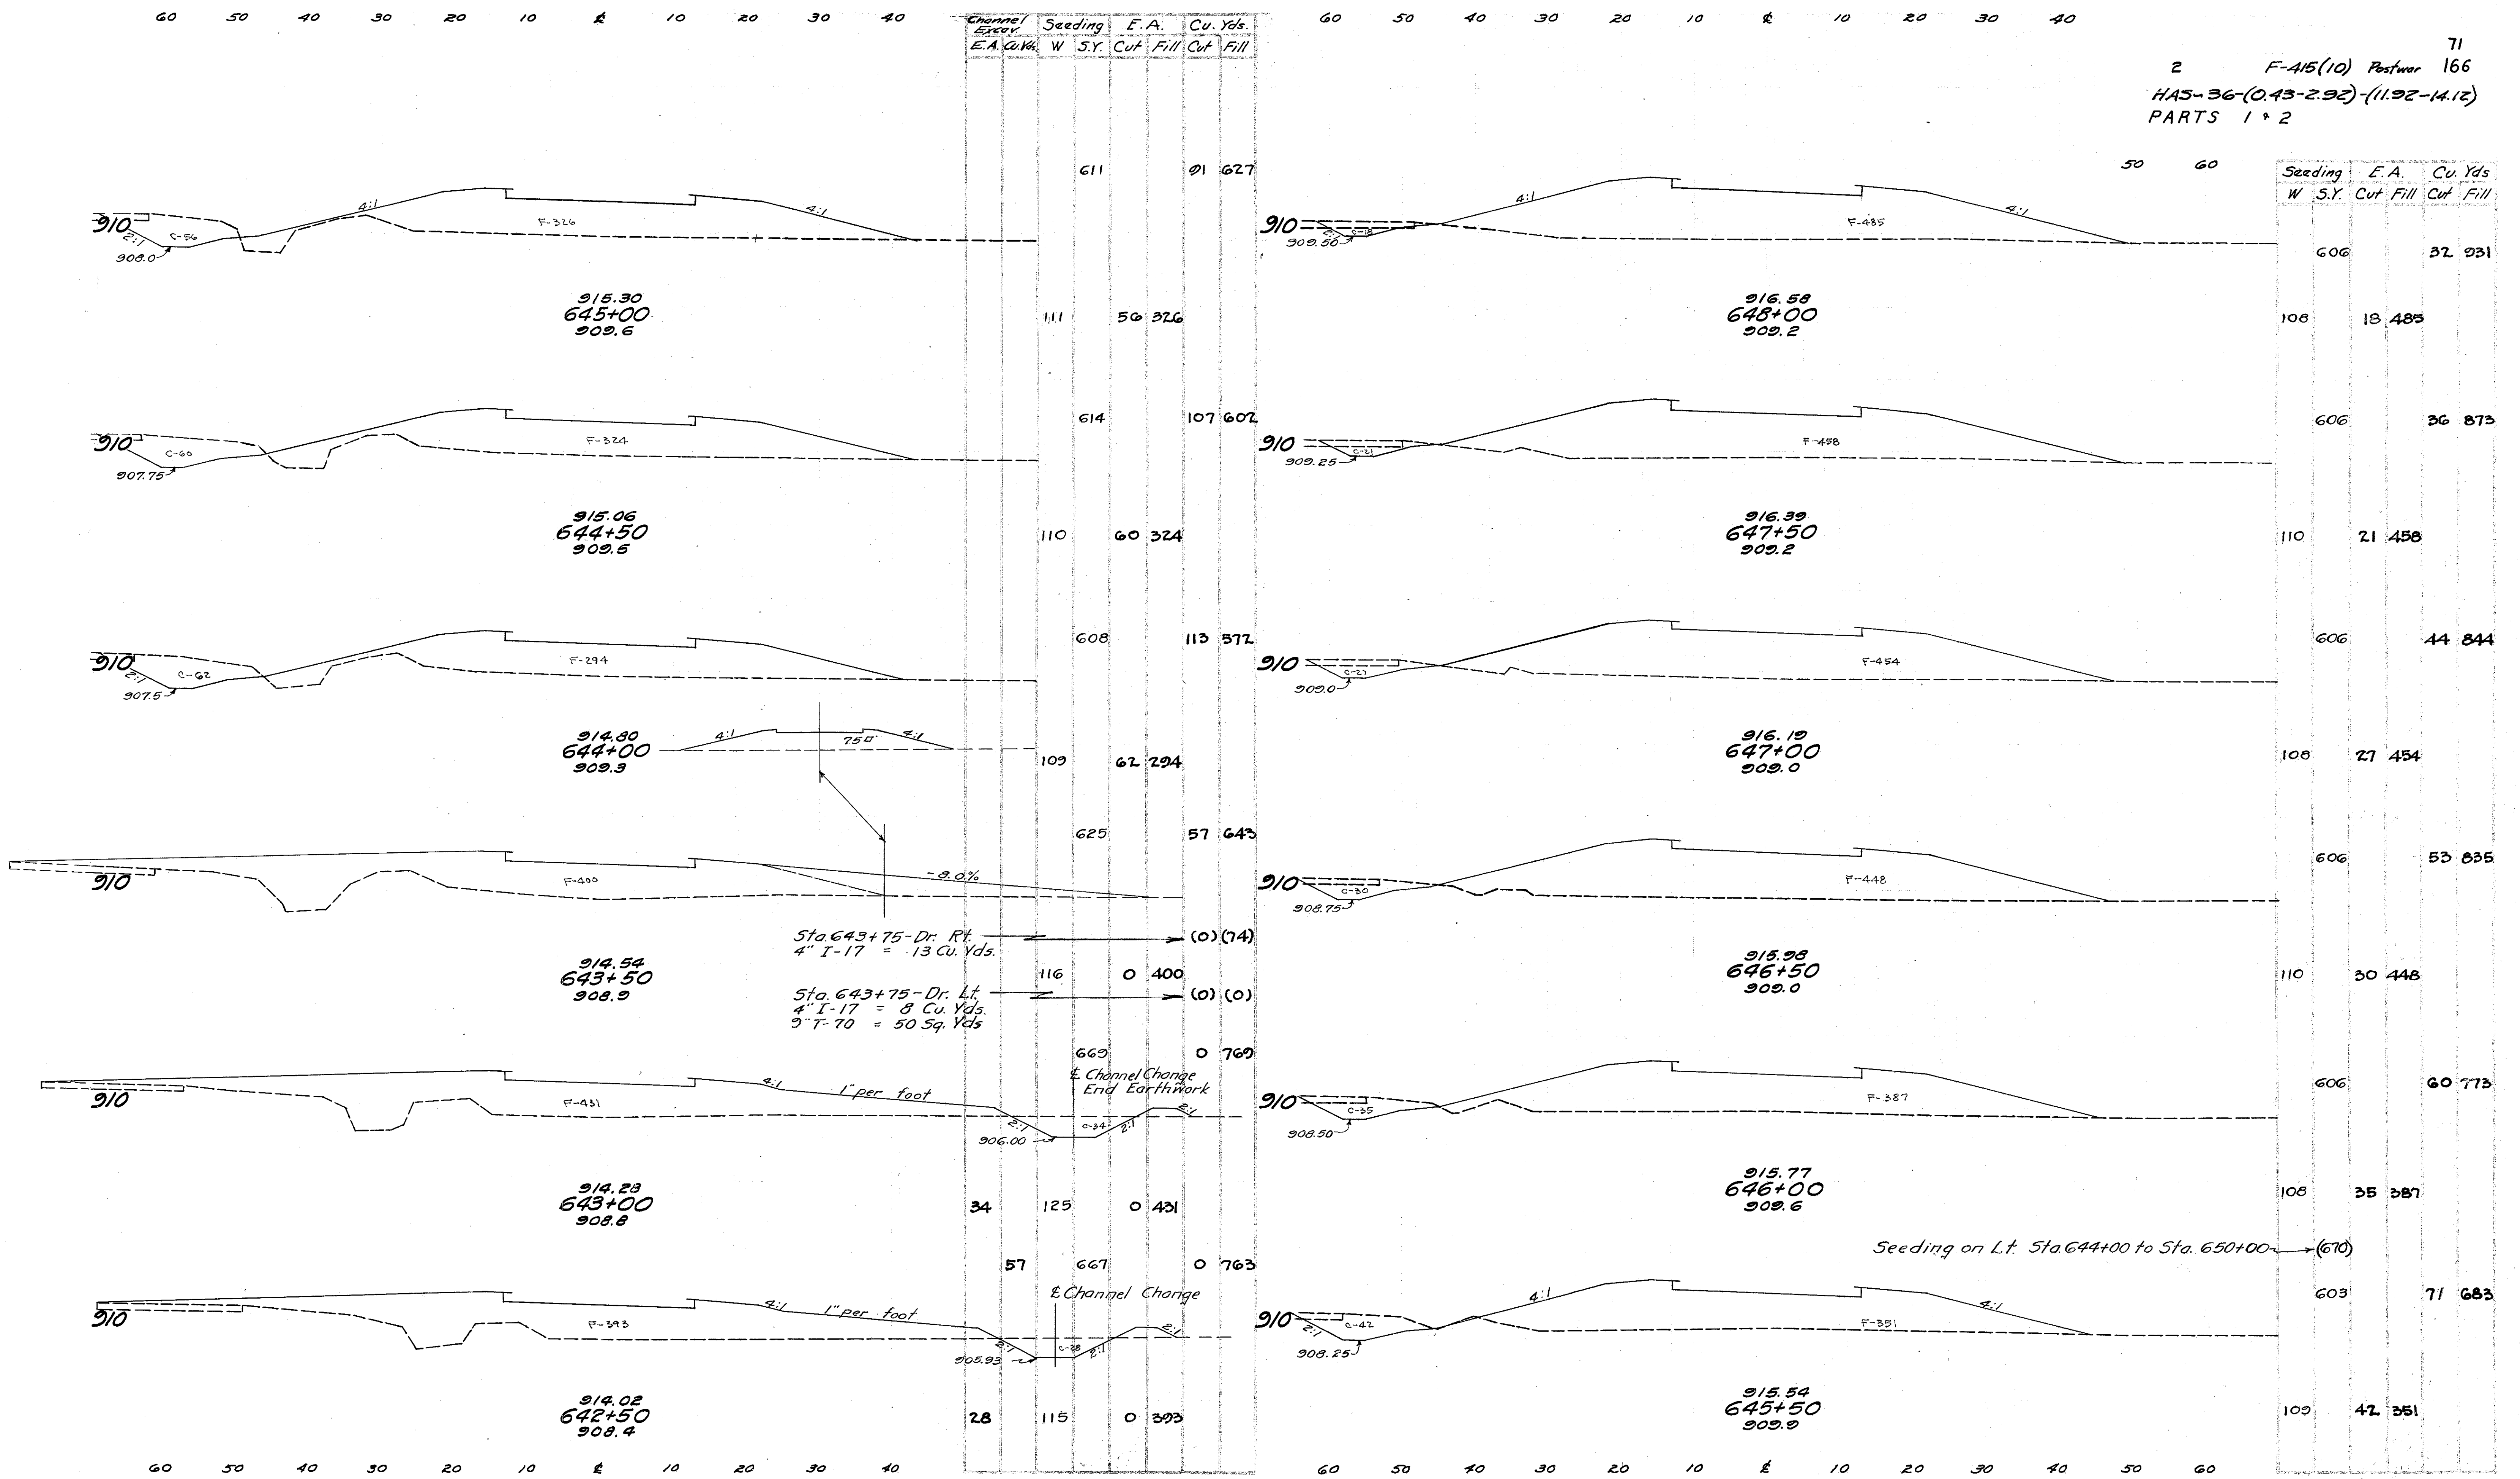 60 50 40 30 20 10 ℄ 10 20 30 40
Channel Excav. Seeding E.A. Cu. Yds.
E.A. Cu.Yds. W S.Y. Cut Fill Cut Fill
611 91 627
910 2:1 C-56 4:1 F-326 4:1
908.0
915.30
645+00
909.6
111 56 326
614 107 602
910 C-60 F-324
907.75
915.06
644+50
909.5
110 60 324
608 113 572
910 2:1 C-62 F-294
907.5
914.80
644+00
909.3
4:1 75□' 4:1
109 62 294
625 57 643
910 F-400 -8.0%
Sta. 643+75-Dr. Rt. (0) (74)
4" I-17 = 13 Cu. Yds.
914.54
643+50
908.9
116 0 400
Sta. 643+75-Dr. Lt. (0) (0)
4" I-17 = 8 Cu. Yds.
9" T-70 = 50 Sq. Yds
669 0 769
℄ Channel Change
End Earthwork
910 F-431 4:1 1" per foot 2:1 C-34 2:1 2:1
906.00
914.28
643+00
908.8
34 125 0 431
57 667 0 763
℄ Channel Change
910 F-393 4:1 1" per foot 2:1 C-28 2:1 2:1
905.93
914.02
642+50
908.4
28 115 0 393
60 50 40 30 20 10 ℄ 10 20 30 40
60 50 40 30 20 10 ℄ 10 20 30 40
71
2 F-415(10) Postwar 166
HAS-36-(0.43-2.92)-(11.92-14.12)
PARTS 1 & 2
50 60
Seeding E.A. Cu. Yds
W S.Y. Cut Fill Cut Fill
910 2:1 C-18 4:1 F-485 4:1
909.50
606 32 931
916.58
648+00
909.2
108 18 485
606 36 873
910 C-21 F-458
909.25
916.39
647+50
909.2
110 21 458
606 44 844
910 C-27 F-454
909.0
916.19
647+00
909.0
108 27 454
606 53 835
910 C-30 F-448
908.75
915.98
646+50
909.0
110 30 448
606 60 773
910 C-35 F-387
908.50
915.77
646+00
909.6
108 35 387
Seeding on Lt. Sta. 644+00 to Sta. 650+00 (670)
603 71 683
910 2:1 C-42 4:1 F-351 4:1
908.25
915.54
645+50
909.9
109 42 351
60 50 40 30 20 10 ℄ 10 20 30 40 50 60